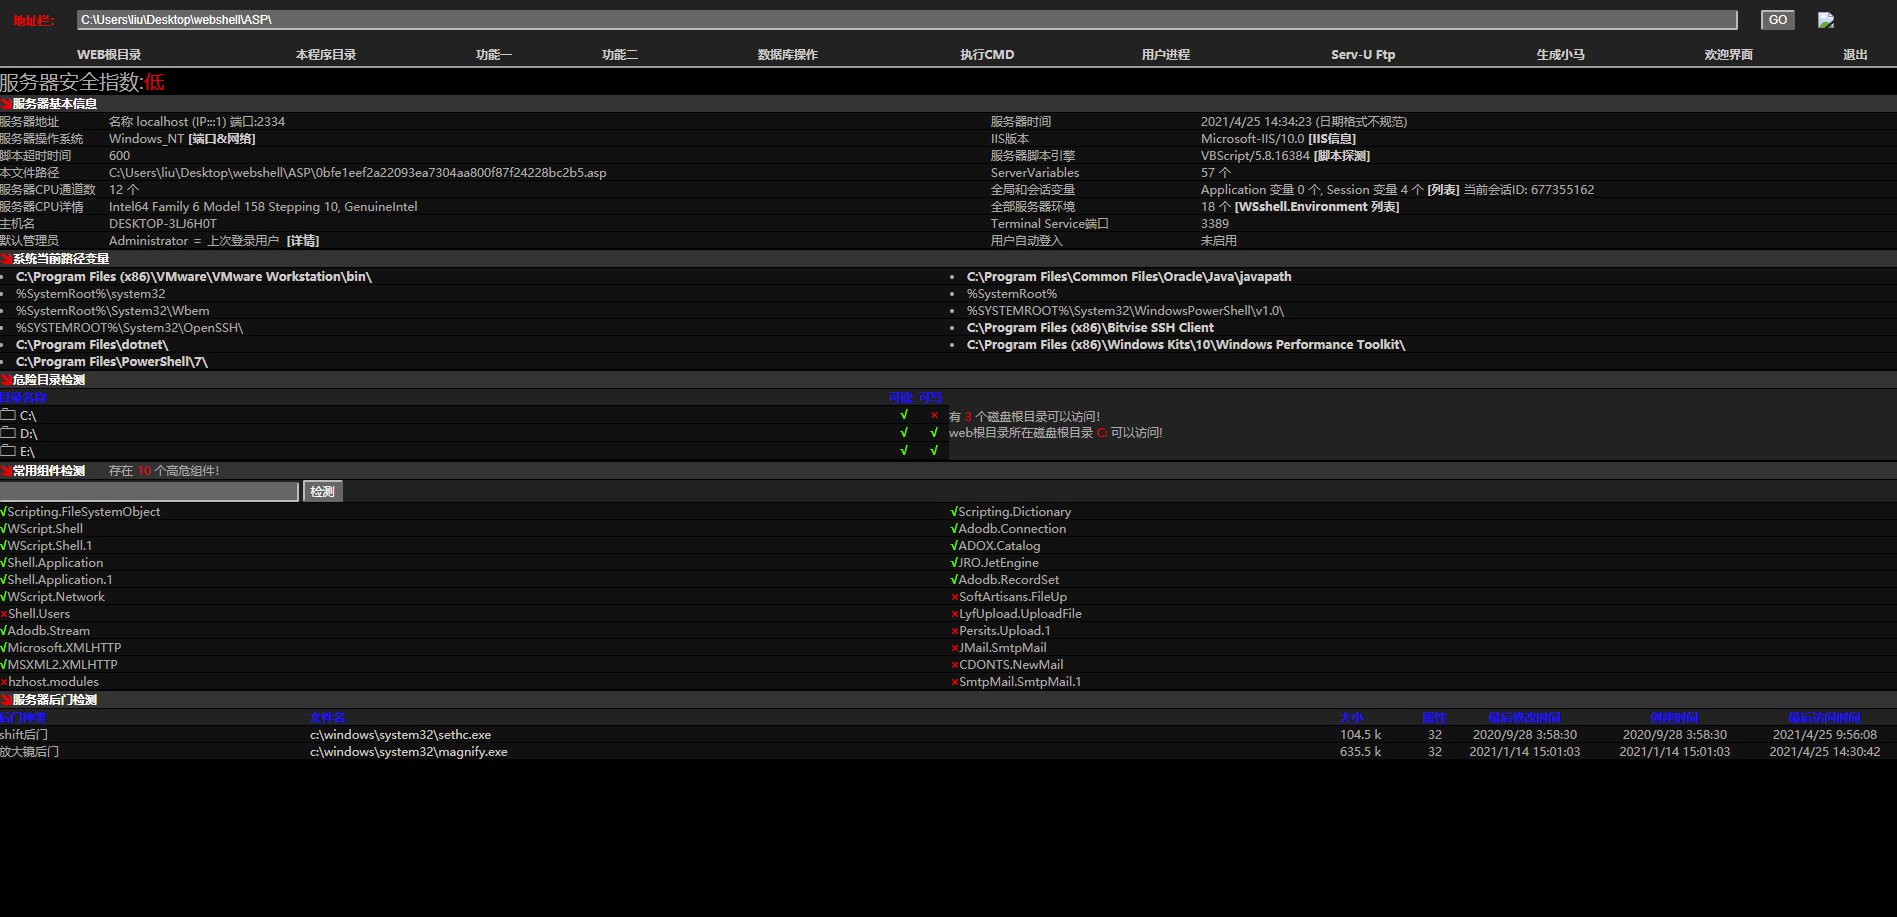 地址栏: C:\Users\liu\Desktop\webshell\ASP\ GO
WEB根目录 本程序目录 功能一 功能二 数据库操作 执行CMD 用户进程 Serv-U Ftp 生成小马 欢迎界面 退出
服务器安全指数:低
服务器基本信息
服务器地址 名称 localhost (IP:::1) 端口:2334 服务器时间 2021/4/25 14:34:23 (日期格式不规范)
服务器操作系统 Windows_NT [端口&网络] IIS版本 Microsoft-IIS/10.0 [IIS信息]
脚本超时时间 600 服务器脚本引擎 VBScript/5.8.16384 [脚本探测]
本文件路径 C:\Users\liu\Desktop\webshell\ASP\0bfe1eef2a22093ea7304aa800f87f24228bc2b5.asp ServerVariables 57 个
服务器CPU通道数 12 个 全局和会话变量 Application 变量 0 个, Session 变量 4 个 [列表] 当前会话ID: 677355162
服务器CPU详情 Intel64 Family 6 Model 158 Stepping 10, GenuineIntel 全部服务器环境 18 个 [WSshell.Environment 列表]
主机名 DESKTOP-3LJ6H0T Terminal Service端口 3389
默认管理员 Administrator = 上次登录用户 [详情] 用户自动登入 未启用
系统当前路径变量
• C:\Program Files (x86)\VMware\VMware Workstation\bin\ • C:\Program Files\Common Files\Oracle\Java\javapath
• %SystemRoot%\system32 • %SystemRoot%
• %SystemRoot%\System32\Wbem • %SYSTEMROOT%\System32\WindowsPowerShell\v1.0\
• %SYSTEMROOT%\System32\OpenSSH\ • C:\Program Files (x86)\Bitvise SSH Client
• C:\Program Files\dotnet\ • C:\Program Files (x86)\Windows Kits\10\Windows Performance Toolkit\
• C:\Program Files\PowerShell\7\
危险目录检测
目录名称 可读 可写
C:\ √ × 有 3 个磁盘根目录可以访问!
D:\ √ √ web根目录所在磁盘根目录 C: 可以访问!
E:\ √ √
常用组件检测 存在 10 个高危组件!
检测
√Scripting.FileSystemObject √Scripting.Dictionary
√WScript.Shell √Adodb.Connection
√WScript.Shell.1 √ADOX.Catalog
√Shell.Application √JRO.JetEngine
√Shell.Application.1 √Adodb.RecordSet
√WScript.Network ×SoftArtisans.FileUp
×Shell.Users ×LyfUpload.UploadFile
√Adodb.Stream ×Persits.Upload.1
√Microsoft.XMLHTTP ×JMail.SmtpMail
√MSXML2.XMLHTTP ×CDONTS.NewMail
×hzhost.modules ×SmtpMail.SmtpMail.1
服务器后门检测
后门种类 文件名 大小 属性 最后修改时间 创建时间 最后访问时间
shift后门 c:\windows\system32\sethc.exe 104.5 k 32 2020/9/28 3:58:30 2020/9/28 3:58:30 2021/4/25 9:56:08
放大镜后门 c:\windows\system32\magnify.exe 635.5 k 32 2021/1/14 15:01:03 2021/1/14 15:01:03 2021/4/25 14:30:42